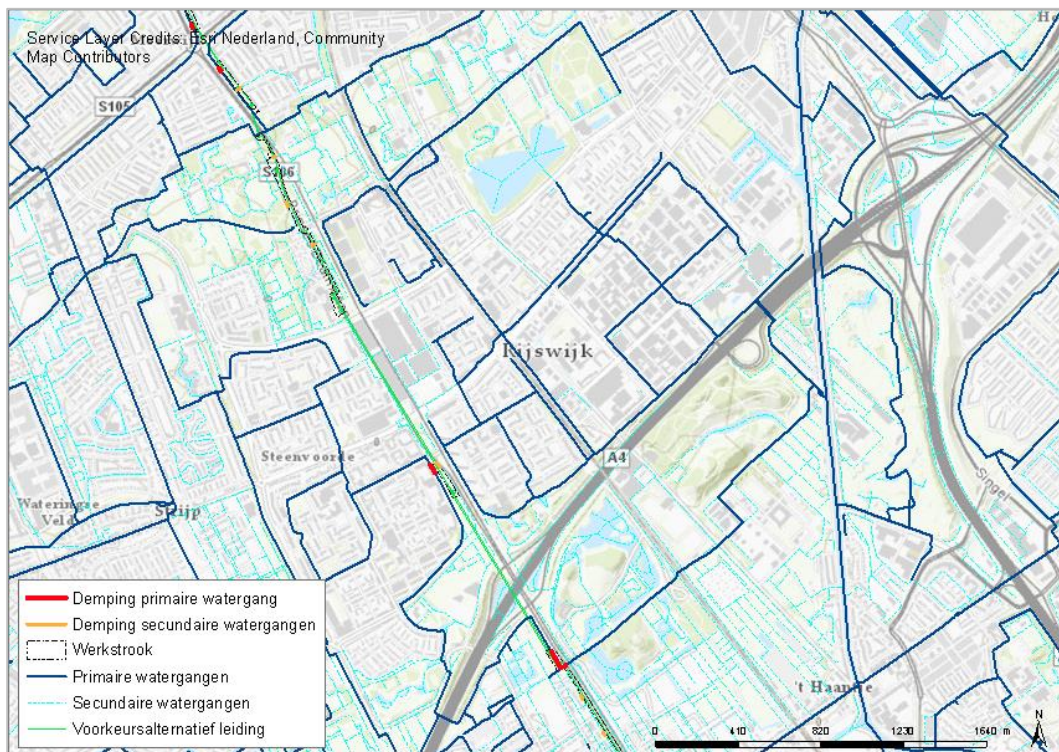 Service Layer Credits: Esri Nederland, Community
Map Contributors
S105
S106
Rijswijk
A4
Steenvoorde
Wateringse
Veld
Singel
't Haantje
Demping primaire watergang
Demping secundaire watergangen
Werkstrook
Primaire watergangen
Secundaire watergangen
Voorkeursalternatief leiding
0 410 820 1230 1640 m
N